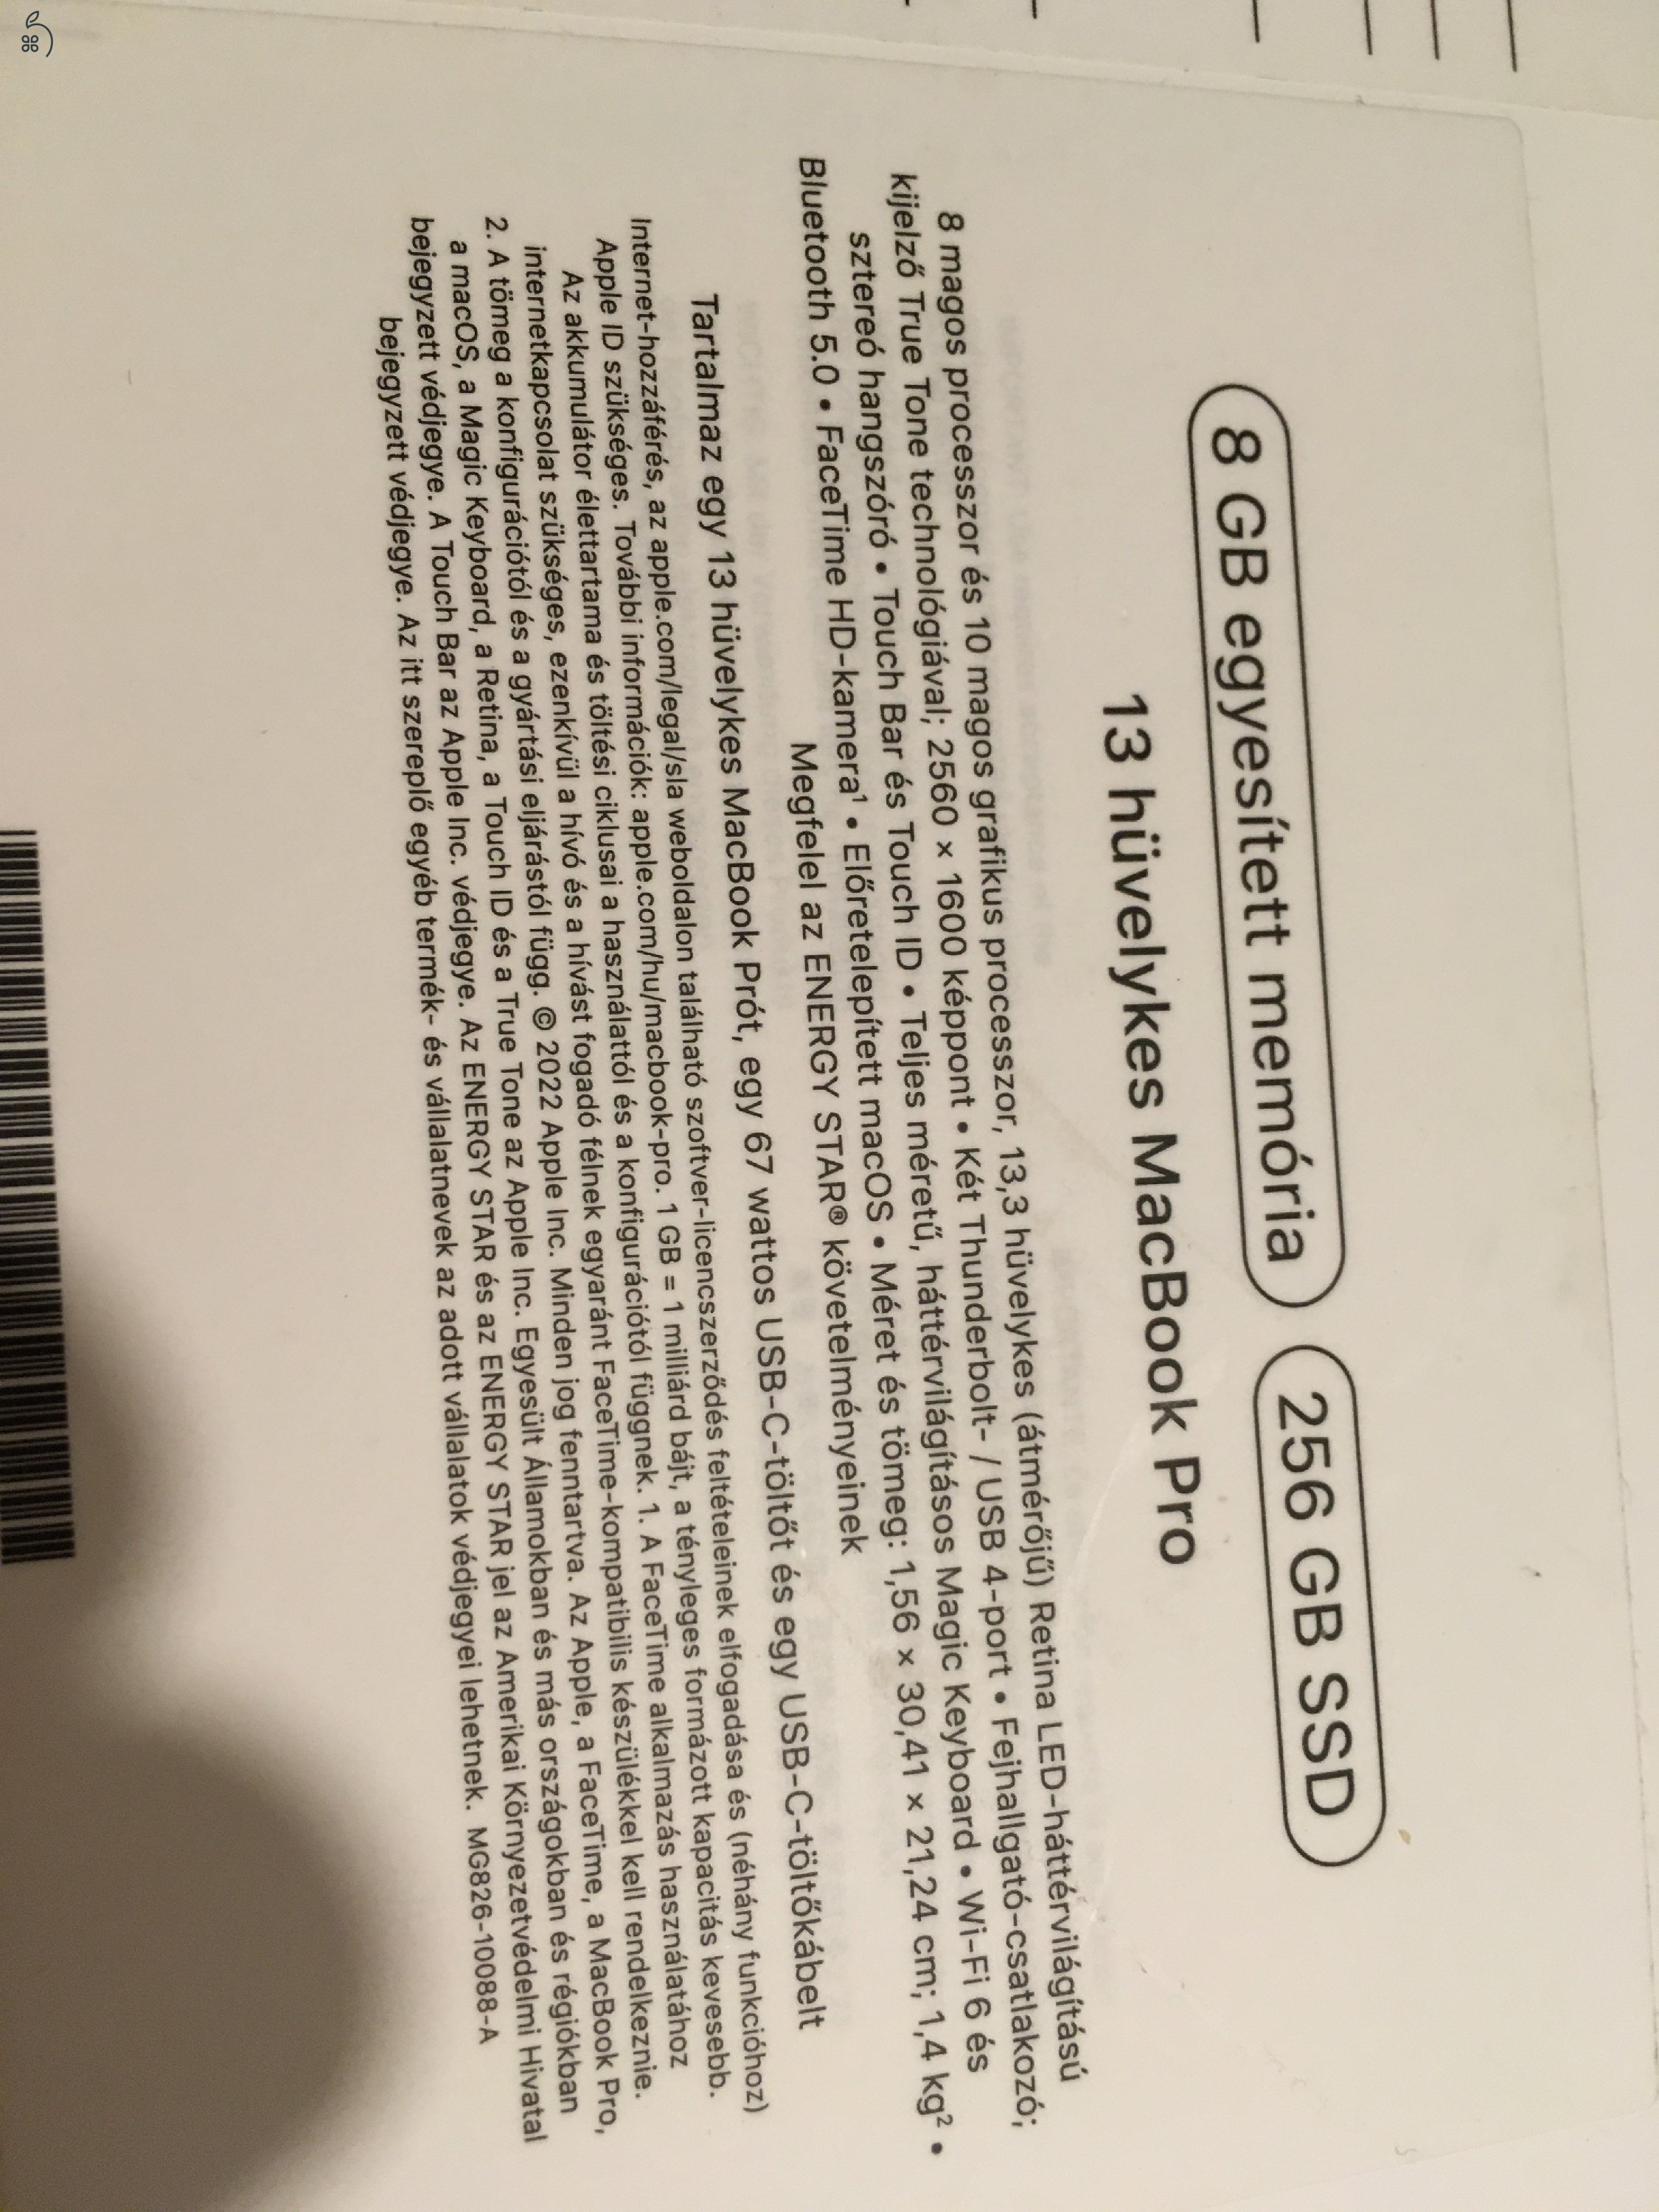 8 GB egyesített memória
256 GB SSD
13 hüvelykes MacBook Pro
8 magos processzor és 10 magos grafikus processzor, 13,3 hüvelykes (átmérőjű) Retina LED-háttérvilágítású
kijelző True Tone technológiával; 2560 × 1600 képpont • Két Thunderbolt- / USB 4-port • Fejhallgató-csatlakozó;
sztereó hangszóró • Touch Bar és Touch ID • Teljes méretű, háttérvilágításos Magic Keyboard • Wi-Fi 6 és
Bluetooth 5.0 • FaceTime HD-kamera¹ • Előretelepített macOS • Méret és tömeg: 1,56 × 30,41 × 21,24 cm; 1,4 kg² •
Megfelel az ENERGY STAR® követelményeinek
Tartalmaz egy 13 hüvelykes MacBook Prót, egy 67 wattos USB-C-töltőt és egy USB-C-töltőkábelt
Internet-hozzáférés, az apple.com/legal/sla weboldalon található szoftver-licencszerződés feltételeinek elfogadása és (néhány funkcióhoz)
Apple ID szükséges. További információk: apple.com/hu/macbook-pro. 1 GB = 1 milliárd bájt, a tényleges formázott kapacitás kevesebb.
Az akkumulátor élettartama és töltési ciklusai a használattól és a konfigurációtól függnek. 1. A FaceTime alkalmazás használatához
internetkapcsolat szükséges, ezenkívül a hívó és a hívást fogadó félnek egyaránt FaceTime-kompatibilis készülékkel kell rendelkeznie.
2. A tömeg a konfigurációtól és a gyártási eljárástól függ. © 2022 Apple Inc. Minden jog fenntartva. Az Apple, a FaceTime, a MacBook Pro,
a macOS, a Magic Keyboard, a Retina, a Touch ID és a True Tone az Apple Inc. Egyesült Államokban és más országokban és régiókban
bejegyzett védjegye. A Touch Bar az Apple Inc. védjegye. Az ENERGY STAR és az ENERGY STAR jel az Amerikai Környezetvédelmi Hivatal
bejegyzett védjegye. Az itt szereplő egyéb termék- és vállalatnevek az adott vállalatok védjegyei lehetnek. MG826-10088-A